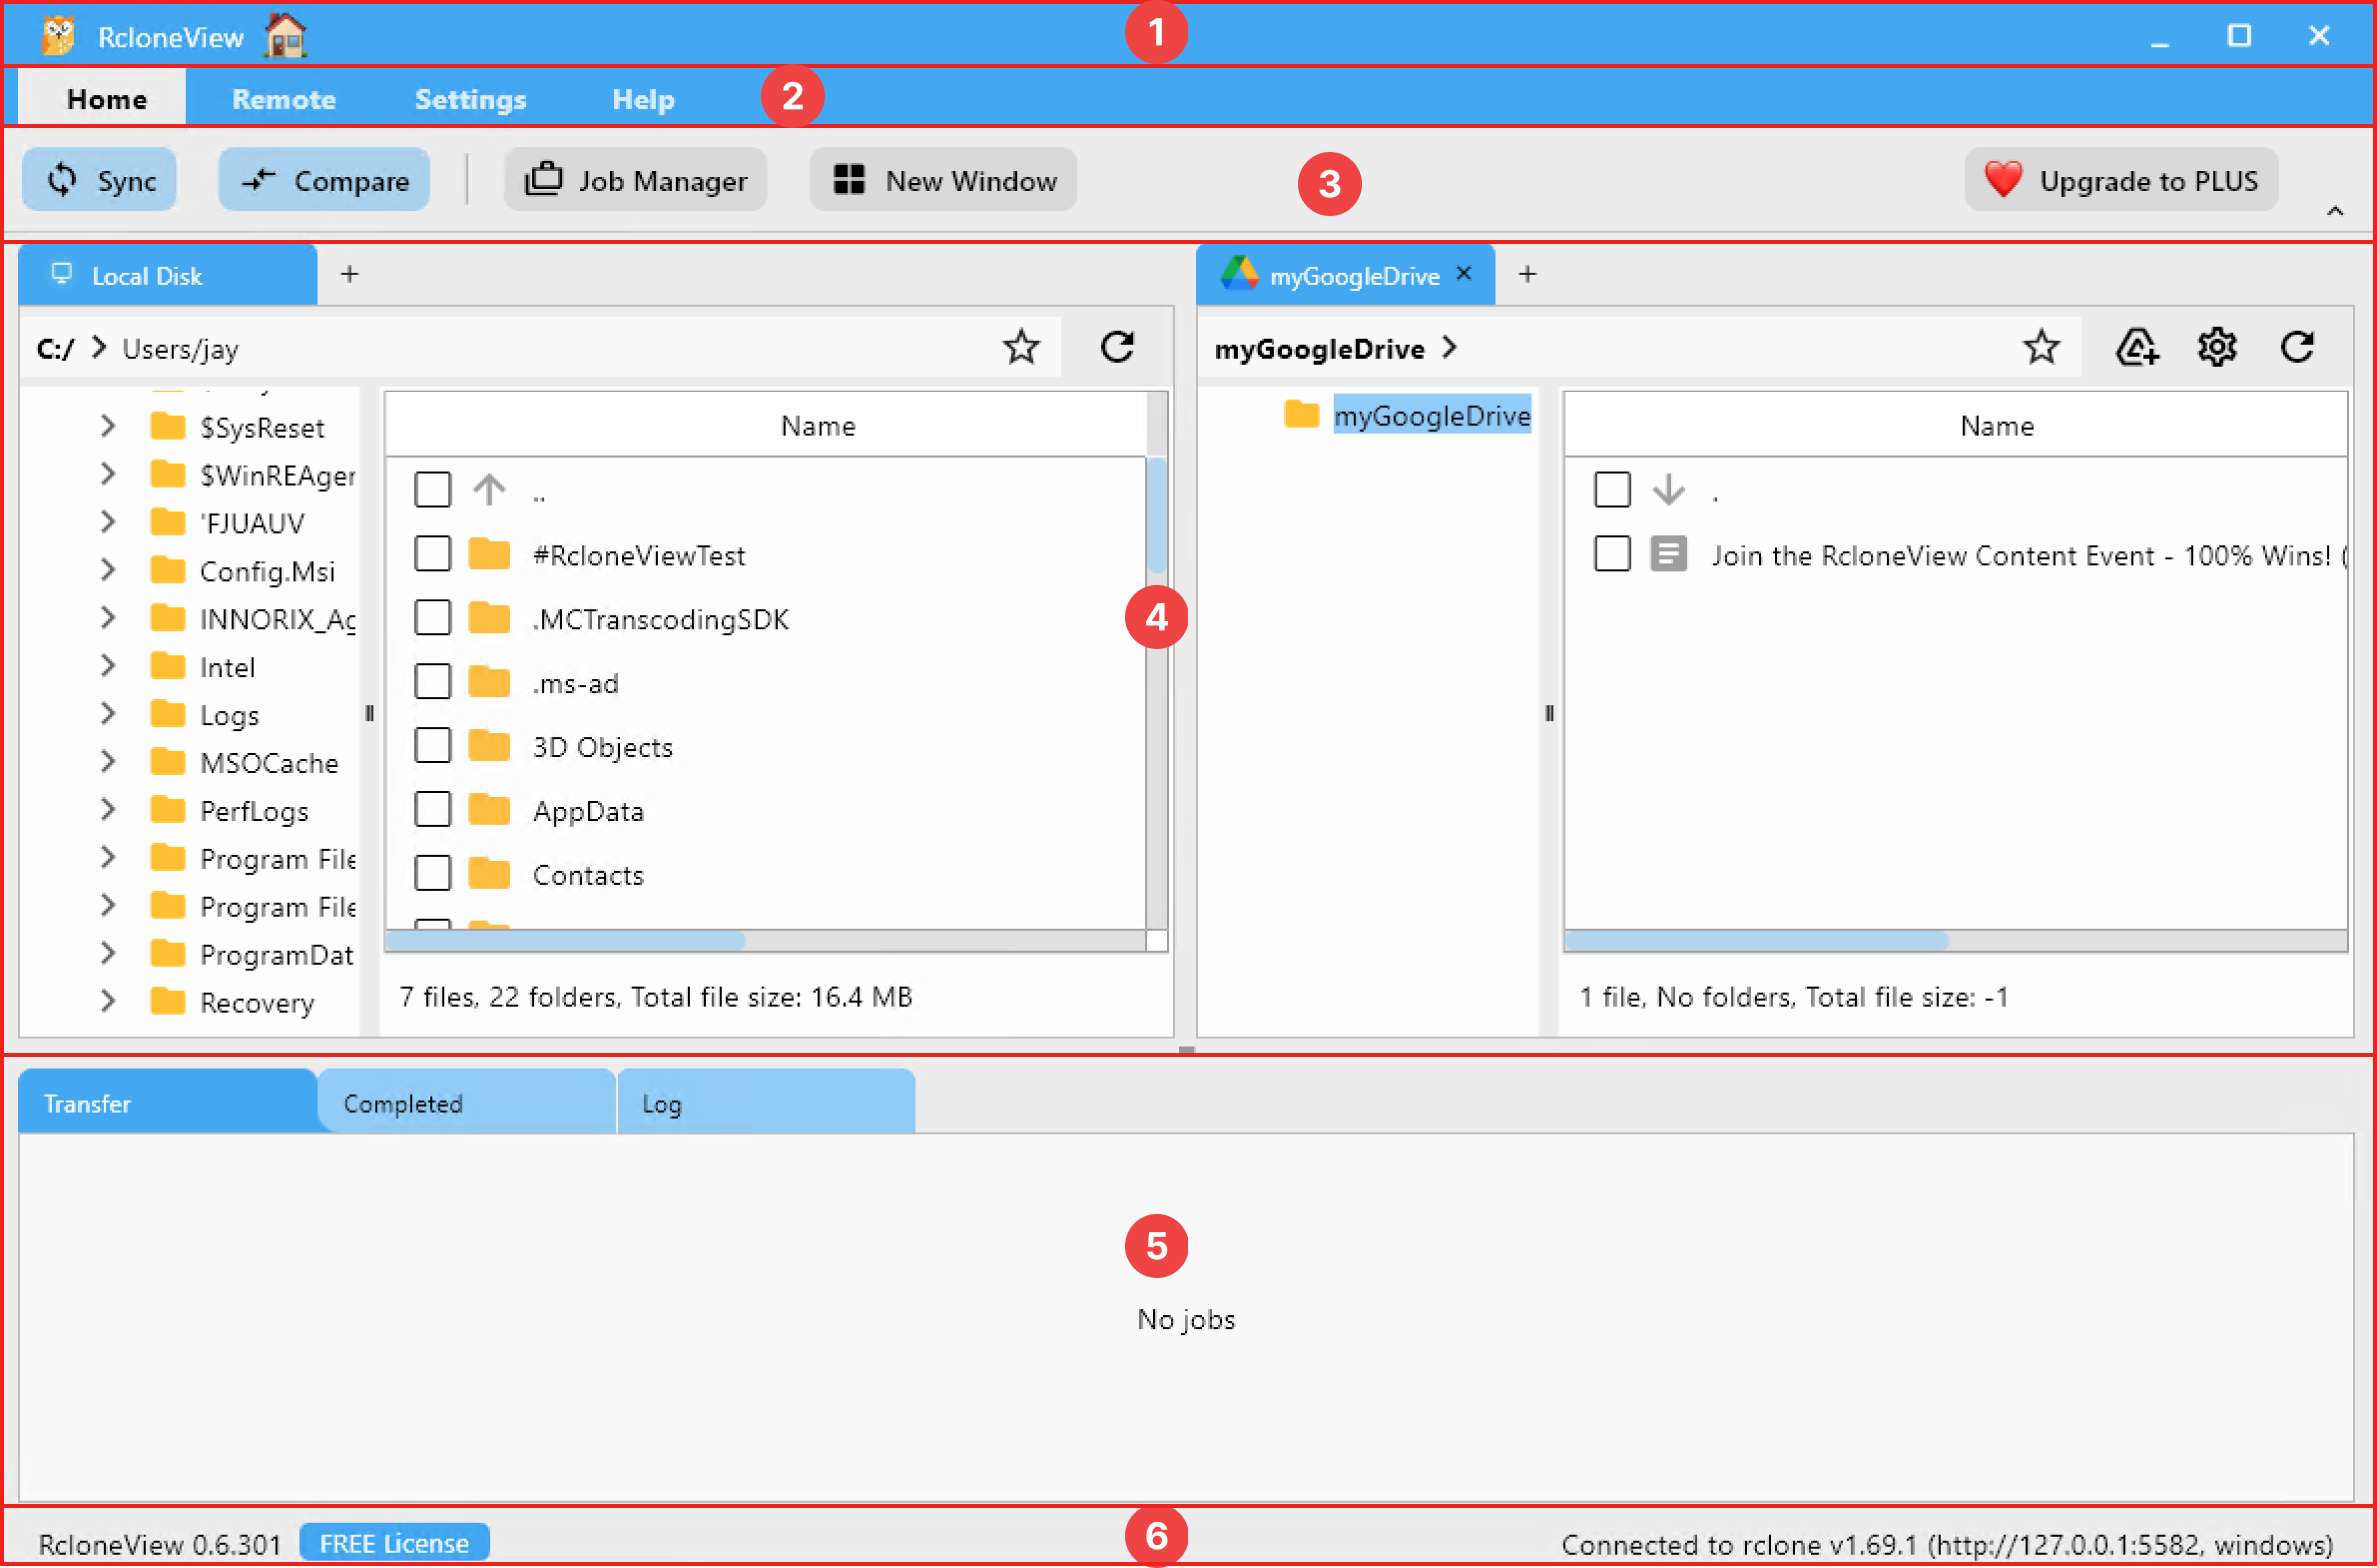 RcloneView
1
Home Remote Settings Help 2
Sync Compare Job Manager New Window 3 Upgrade to PLUS
Local Disk +
C:/ > Users/jay
$SysReset
$WinREAger
'FJUAUV
Config.Msi
INNORIX_Ag
Intel
Logs
MSOCache
PerfLogs
Program File
Program File
ProgramDat
Recovery
Name
..
#RcloneViewTest
.MCTranscodingSDK
.ms-ad
3D Objects
AppData
Contacts
7 files, 22 folders, Total file size: 16.4 MB
4
myGoogleDrive × +
myGoogleDrive >
myGoogleDrive
Name
.
Join the RcloneView Content Event - 100% Wins! (
1 file, No folders, Total file size: -1
Transfer Completed Log
5
No jobs
RcloneView 0.6.301 FREE License 6 Connected to rclone v1.69.1 (http://127.0.0.1:5582, windows)